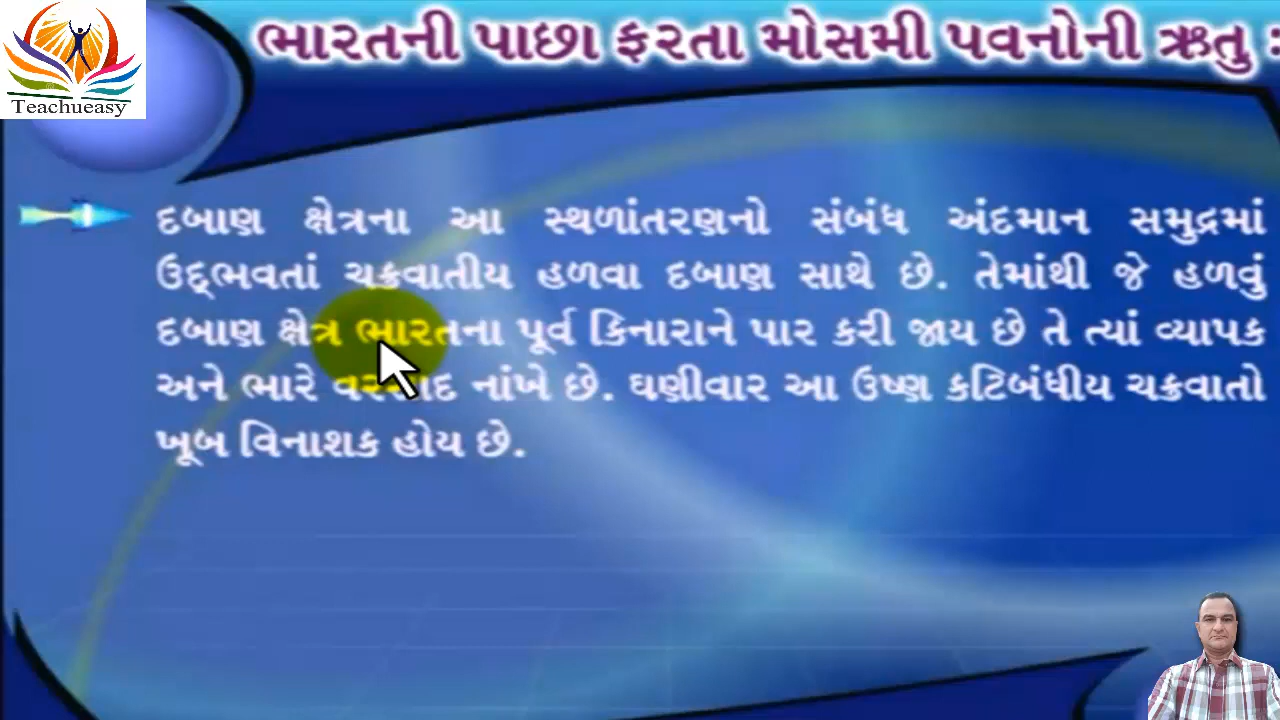 Teachueasy
ભારતની પાછા ફરતા મોસમી પવનોની ઋતુ
દબાણ ક્ષેત્રના આ સ્થળાંતરણનો સંબંધ અંદમાન સમુદ્રમાં
ઉદ્ભવતાં ચક્રવાતીય હળવા દબાણ સાથે છે. તેમાંથી જે હળવું
દબાણ ક્ષેત્ર ભારતના પૂર્વ કિનારાને પાર કરી જાય છે તે ત્યાં વ્યાપક
અને ભારે વરસાદ નાંખે છે. ઘણીવાર આ ઉષ્ણ કટિબંધીય ચક્રવાતો
ખૂબ વિનાશક હોય છે.